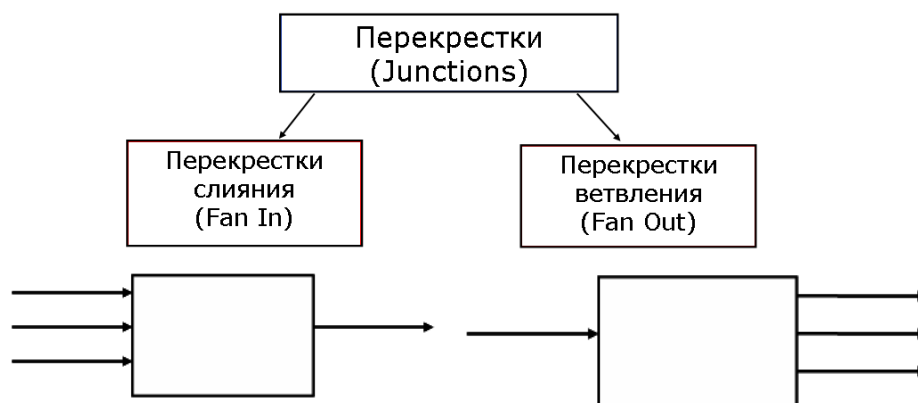 Перекрестки
(Junctions)
Перекрестки
слияния
(Fan In)
Перекрестки
ветвления
(Fan Out)